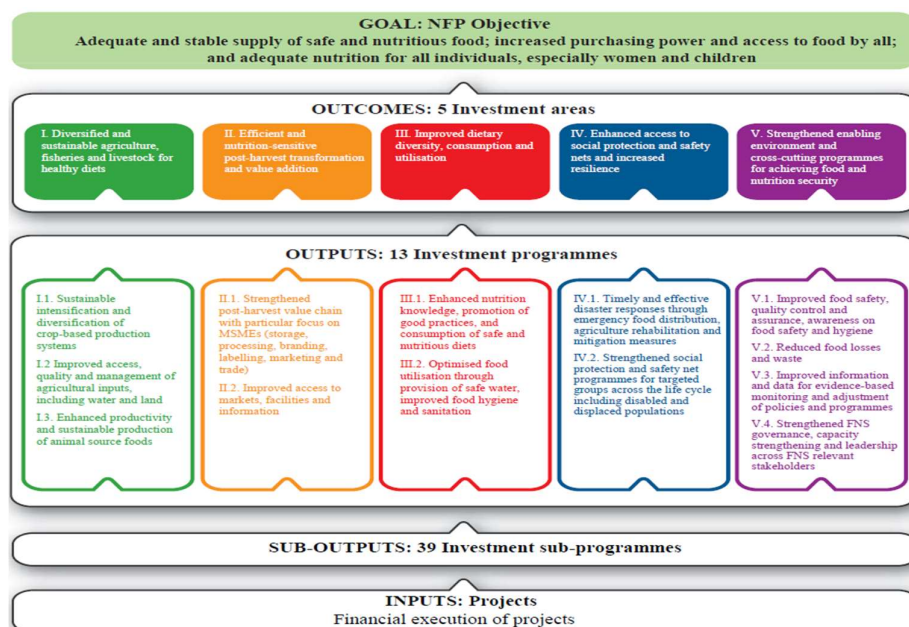 GOAL: NFP Objective
Adequate and stable supply of safe and nutritious food; increased purchasing power and access to food by all;
and adequate nutrition for all individuals, especially women and children
OUTCOMES: 5 Investment areas
I. Diversified and
sustainable agriculture,
fisheries and livestock for
healthy diets
II. Efficient and
nutrition-sensitive
post-harvest transformation
and value addition
III. Improved dietary
diversity, consumption and
utilisation
IV. Enhanced access to
social protection and safety
nets and increased
resilience
V. Strengthened enabling
environment and
cross-cutting programmes
for achieving food and
nutrition security
OUTPUTS: 13 Investment programmes
I.1. Sustainable
intensification and
diversification of
crop-based production
systems
I.2 Improved access,
quality and management of
agricultural inputs,
including water and land
I.3. Enhanced productivity
and sustainable production
of animal source foods
II.1. Strengthened
post-harvest value chain
with particular focus on
MSMEs (storage,
processing, branding,
labelling, marketing and
trade)
II.2. Improved access to
markets, facilities and
information
III.1. Enhanced nutrition
knowledge, promotion of
good practices, and
consumption of safe and
nutritious diets
III.2. Optimised food
utilisation through
provision of safe water,
improved food hygiene
and sanitation
IV.1. Timely and effective
disaster responses through
emergency food distribution,
agriculture rehabilitation and
mitigation measures
IV.2. Strengthened social
protection and safety net
programmes for targeted
groups across the life cycle
including disabled and
displaced populations
V.1. Improved food safety,
quality control and
assurance, awareness on
food safety and hygiene
V.2. Reduced food losses
and waste
V.3. Improved information
and data for evidence-based
monitoring and adjustment
of policies and programmes
V.4. Strengthened FNS
governance, capacity
strengthening and leadership
across FNS relevant
stakeholders
SUB-OUTPUTS: 39 Investment sub-programmes
INPUTS: Projects
Financial execution of projects